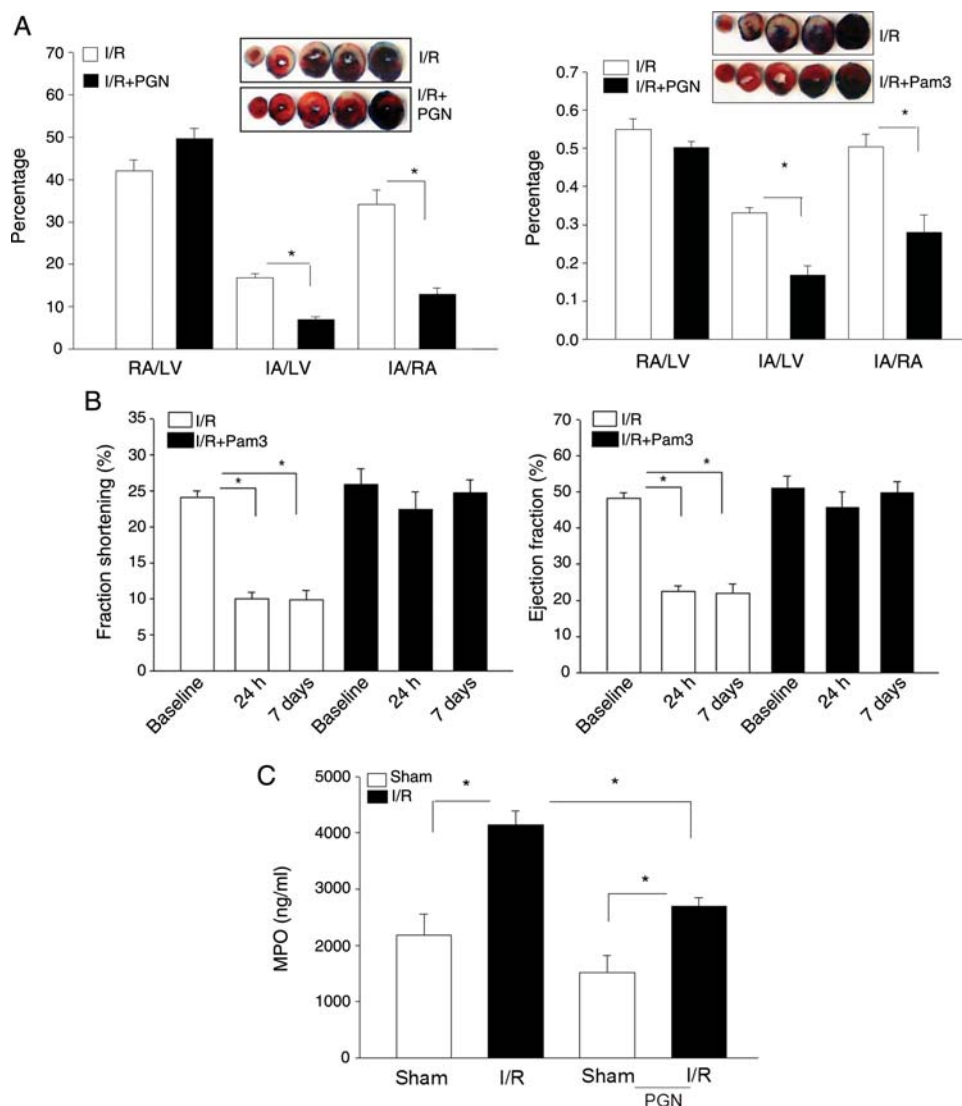 A
I/R
I/R+PGN
I/R
I/R+
PGN
Percentage
70
60
50
40
30
20
10
0
*
*
RA/LV IA/LV IA/RA
I/R
I/R+PGN
I/R
I/R+Pam3
Percentage
0.7
0.6
0.5
0.4
0.3
0.2
0.1
0.0
*
*
RA/LV IA/LV IA/RA
B
I/R
I/R+Pam3
Fraction shortening (%)
35
30
25
20
15
10
5
0
*
*
Baseline 24 h 7 days Baseline 24 h 7 days
I/R
I/R+Pam3
Ejection fraction (%)
70
60
50
40
30
20
10
0
*
*
Baseline 24 h 7 days Baseline 24 h 7 days
C
Sham
I/R
MPO (ng/ml)
5000
4000
3000
2000
1000
0
*
*
*
Sham I/R Sham I/R
PGN